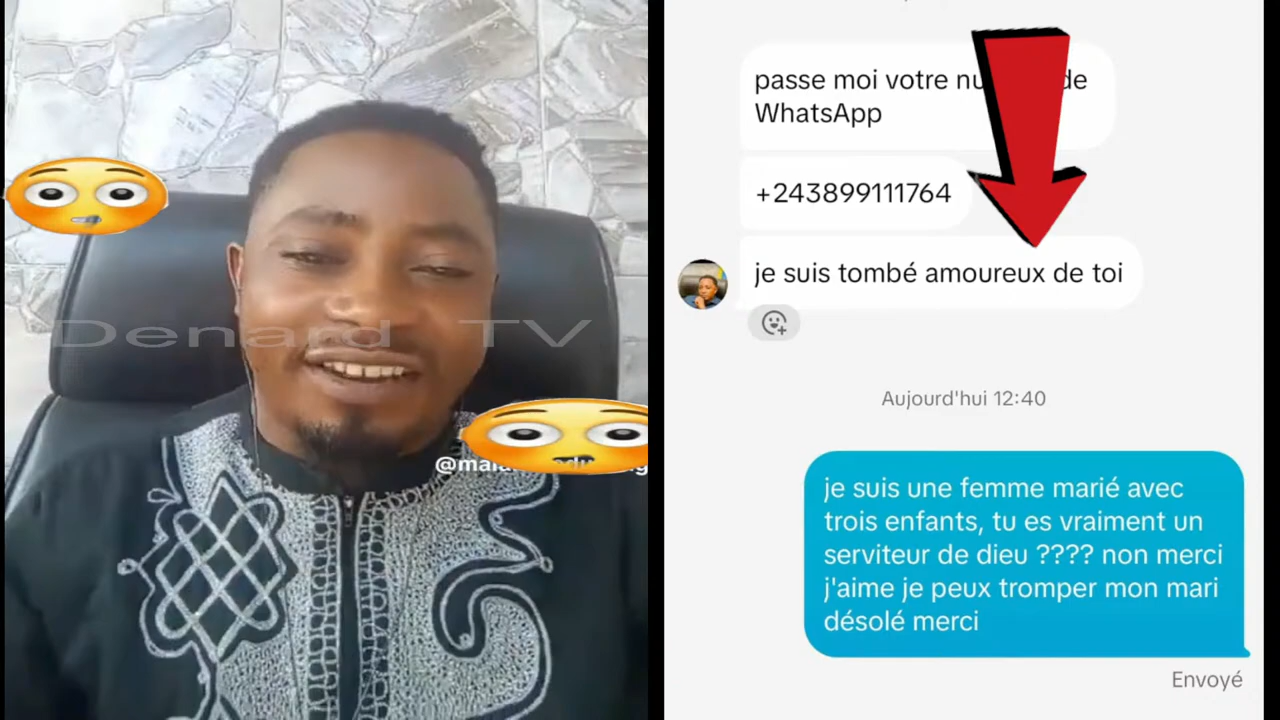 Denard TV
passe moi votre de
WhatsApp
+243899111764
je suis tombé amoureux de toi
Aujourd'hui 12:40
je suis une femme marié avec
trois enfants, tu es vraiment un
serviteur de dieu ???? non merci
j'aime je peux tromper mon mari
désolé merci
Envoyé